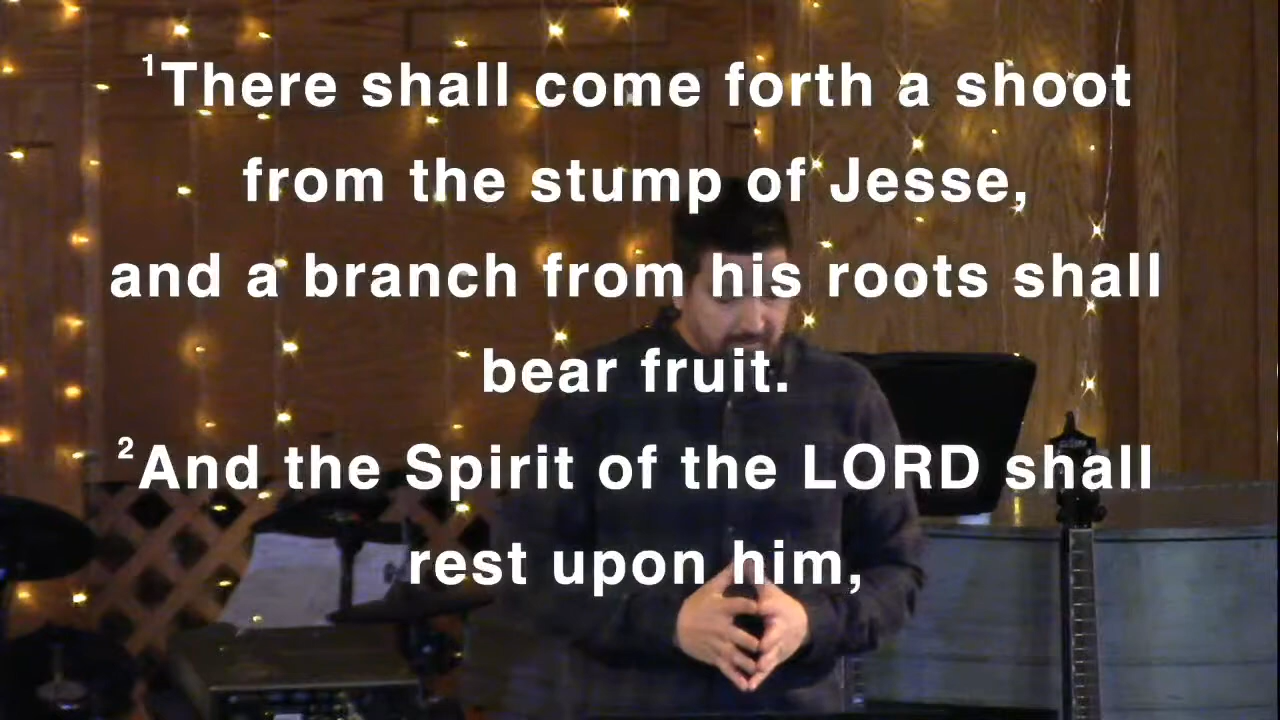 ¹There shall come forth a shoot
from the stump of Jesse,
and a branch from his roots shall
bear fruit.
²And the Spirit of the LORD shall
rest upon him,